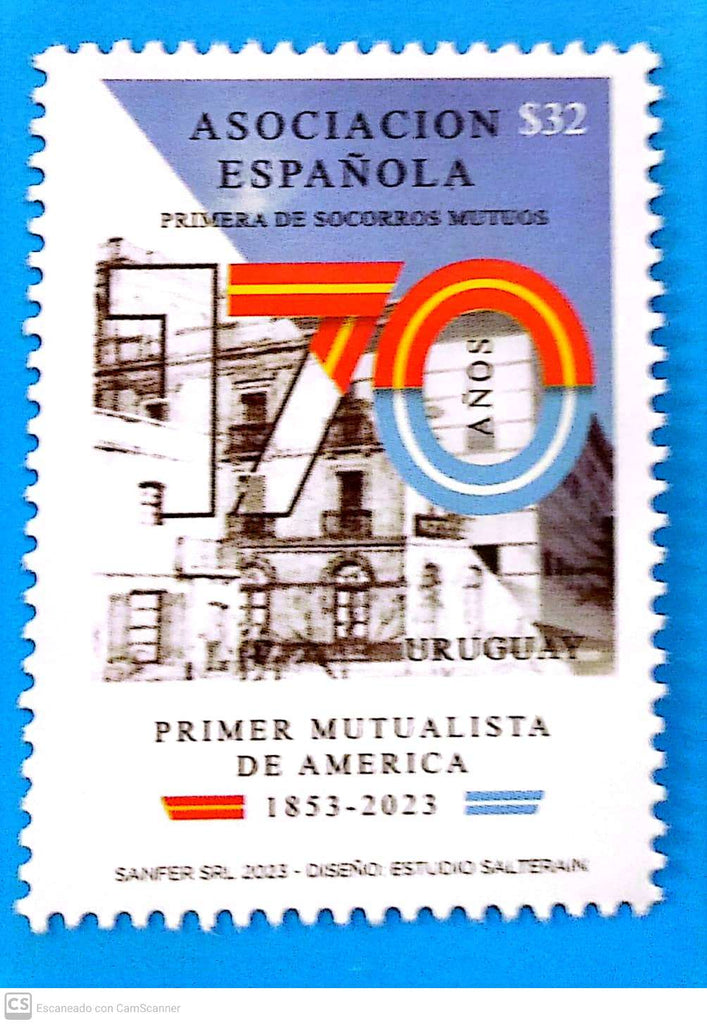 ASOCIACION $32
ESPAÑOLA
PRIMERA DE SOCORROS MUTUOS
170
AÑOS
URUGUAY
PRIMER MUTUALISTA
DE AMERICA
1853-2023
SANIFER SRL 2023 - DISEÑO: ESTUDIO SALTERAIN
CS Escaneado con CamScanner